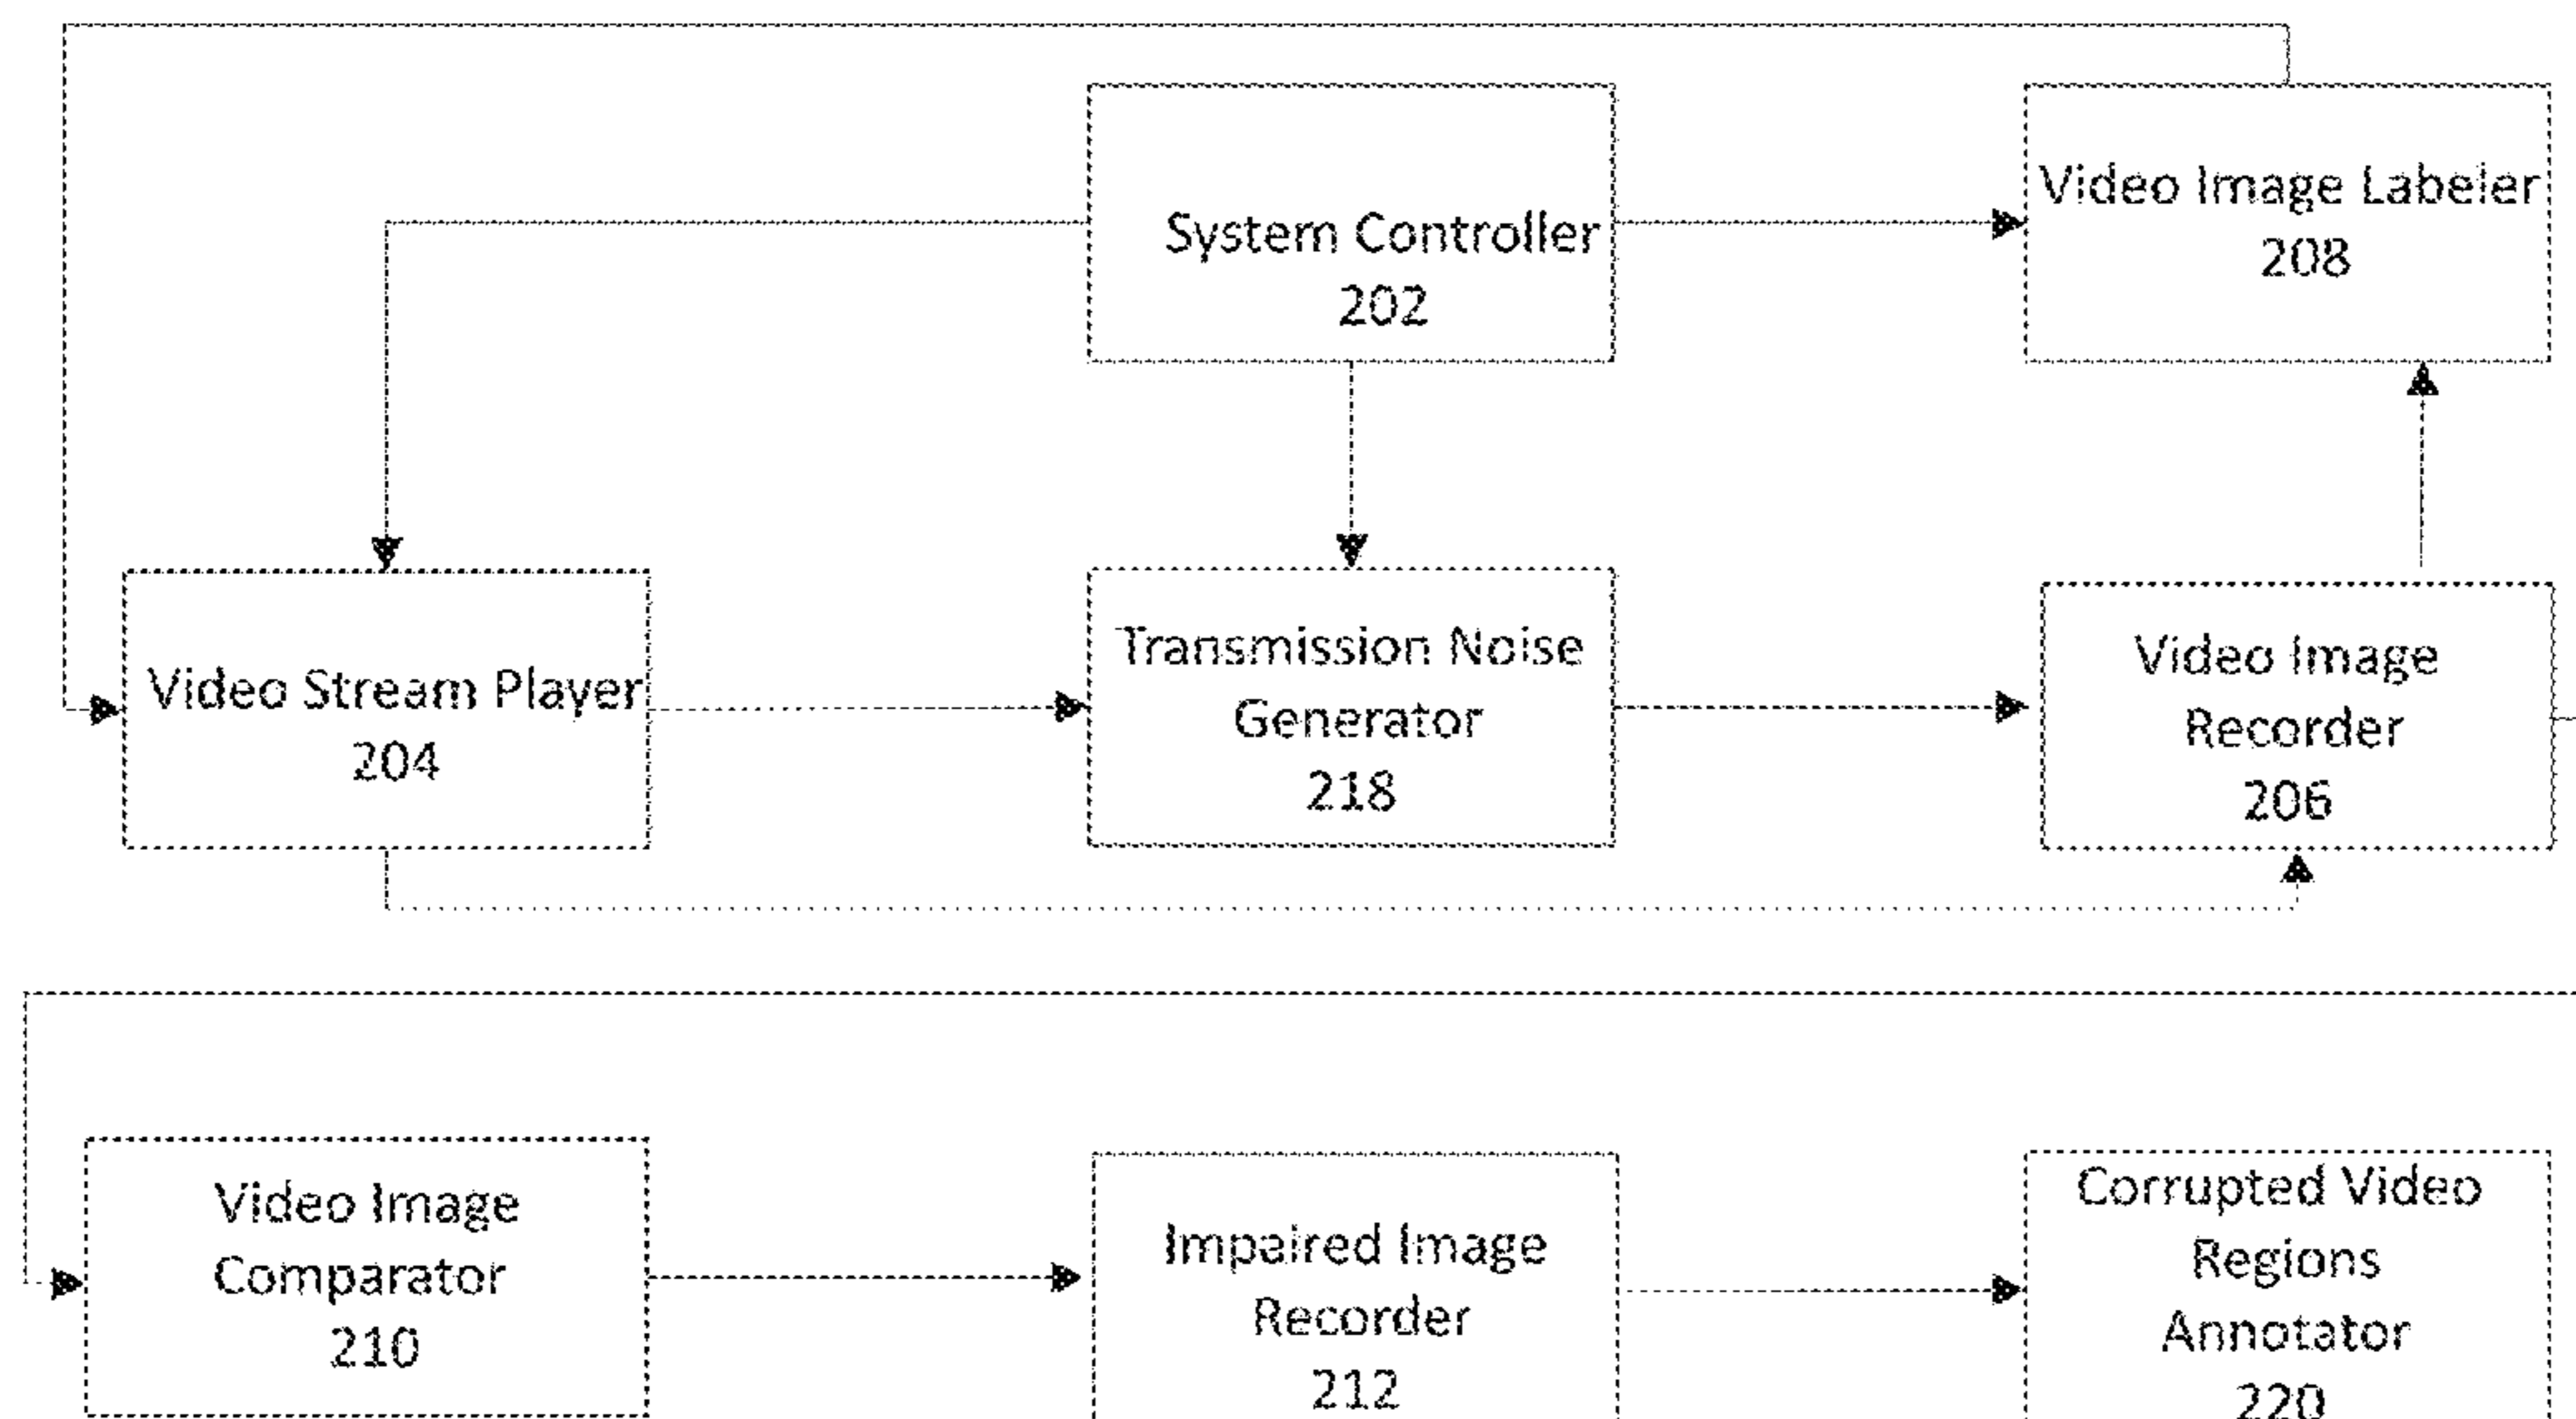 System Controller
202
Video Image Labeler
208
Video Stream Player
204
Transmission Noise
Generator
218
Video Image
Recorder
206
Video Image
Comparator
210
Impaired Image
Recorder
212
Corrupted Video
Regions
Annotator
220